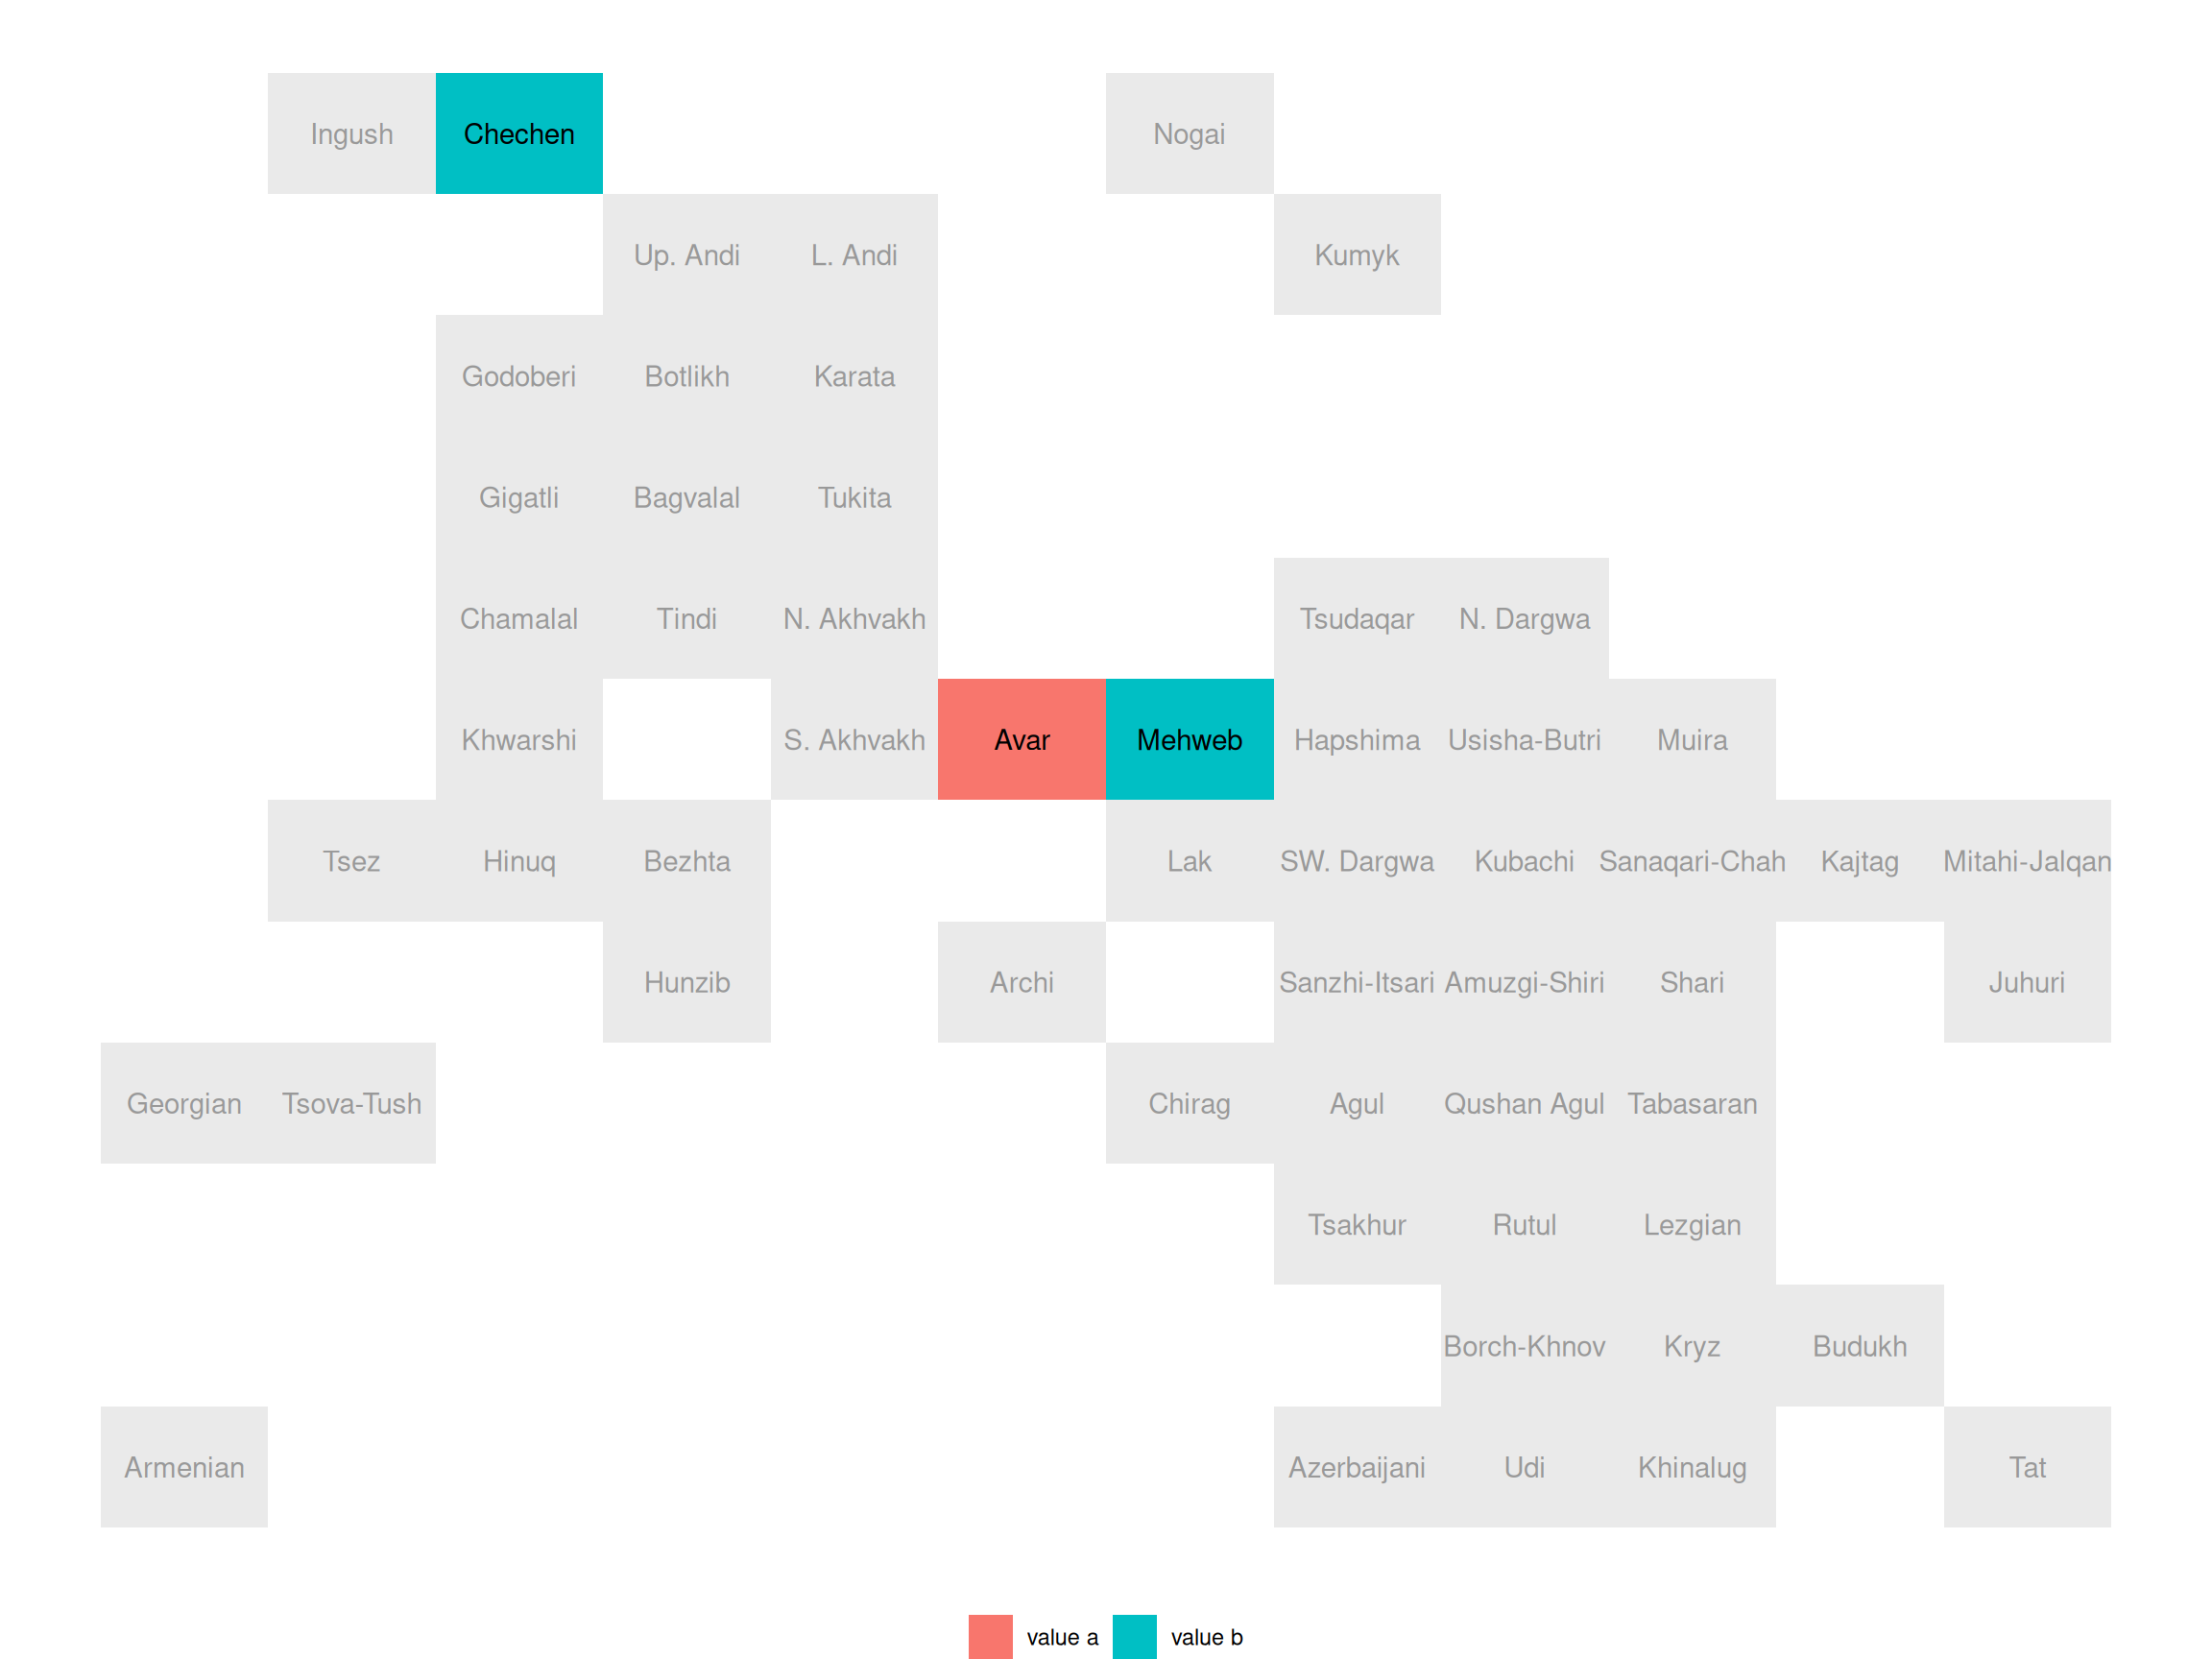 Ingush Chechen Nogai
Up. Andi L. Andi Kumyk
Godoberi Botlikh Karata
Gigatli Bagvalal Tukita
Chamalal Tindi N. Akhvakh Tsudaqar N. Dargwa
Khwarshi S. Akhvakh Avar Mehweb Hapshima Usisha-Butri Muira
Tsez Hinuq Bezhta Lak SW. Dargwa Kubachi Sanaqari-Chah Kajtag Mitahi-Jalqan
Hunzib Archi Sanzhi-Itsari Amuzgi-Shiri Shari Juhuri
Georgian Tsova-Tush Chirag Agul Qushan Agul Tabasaran
Tsakhur Rutul Lezgian
Borch-Khnov Kryz Budukh
Armenian Azerbaijani Udi Khinalug Tat
value a value b